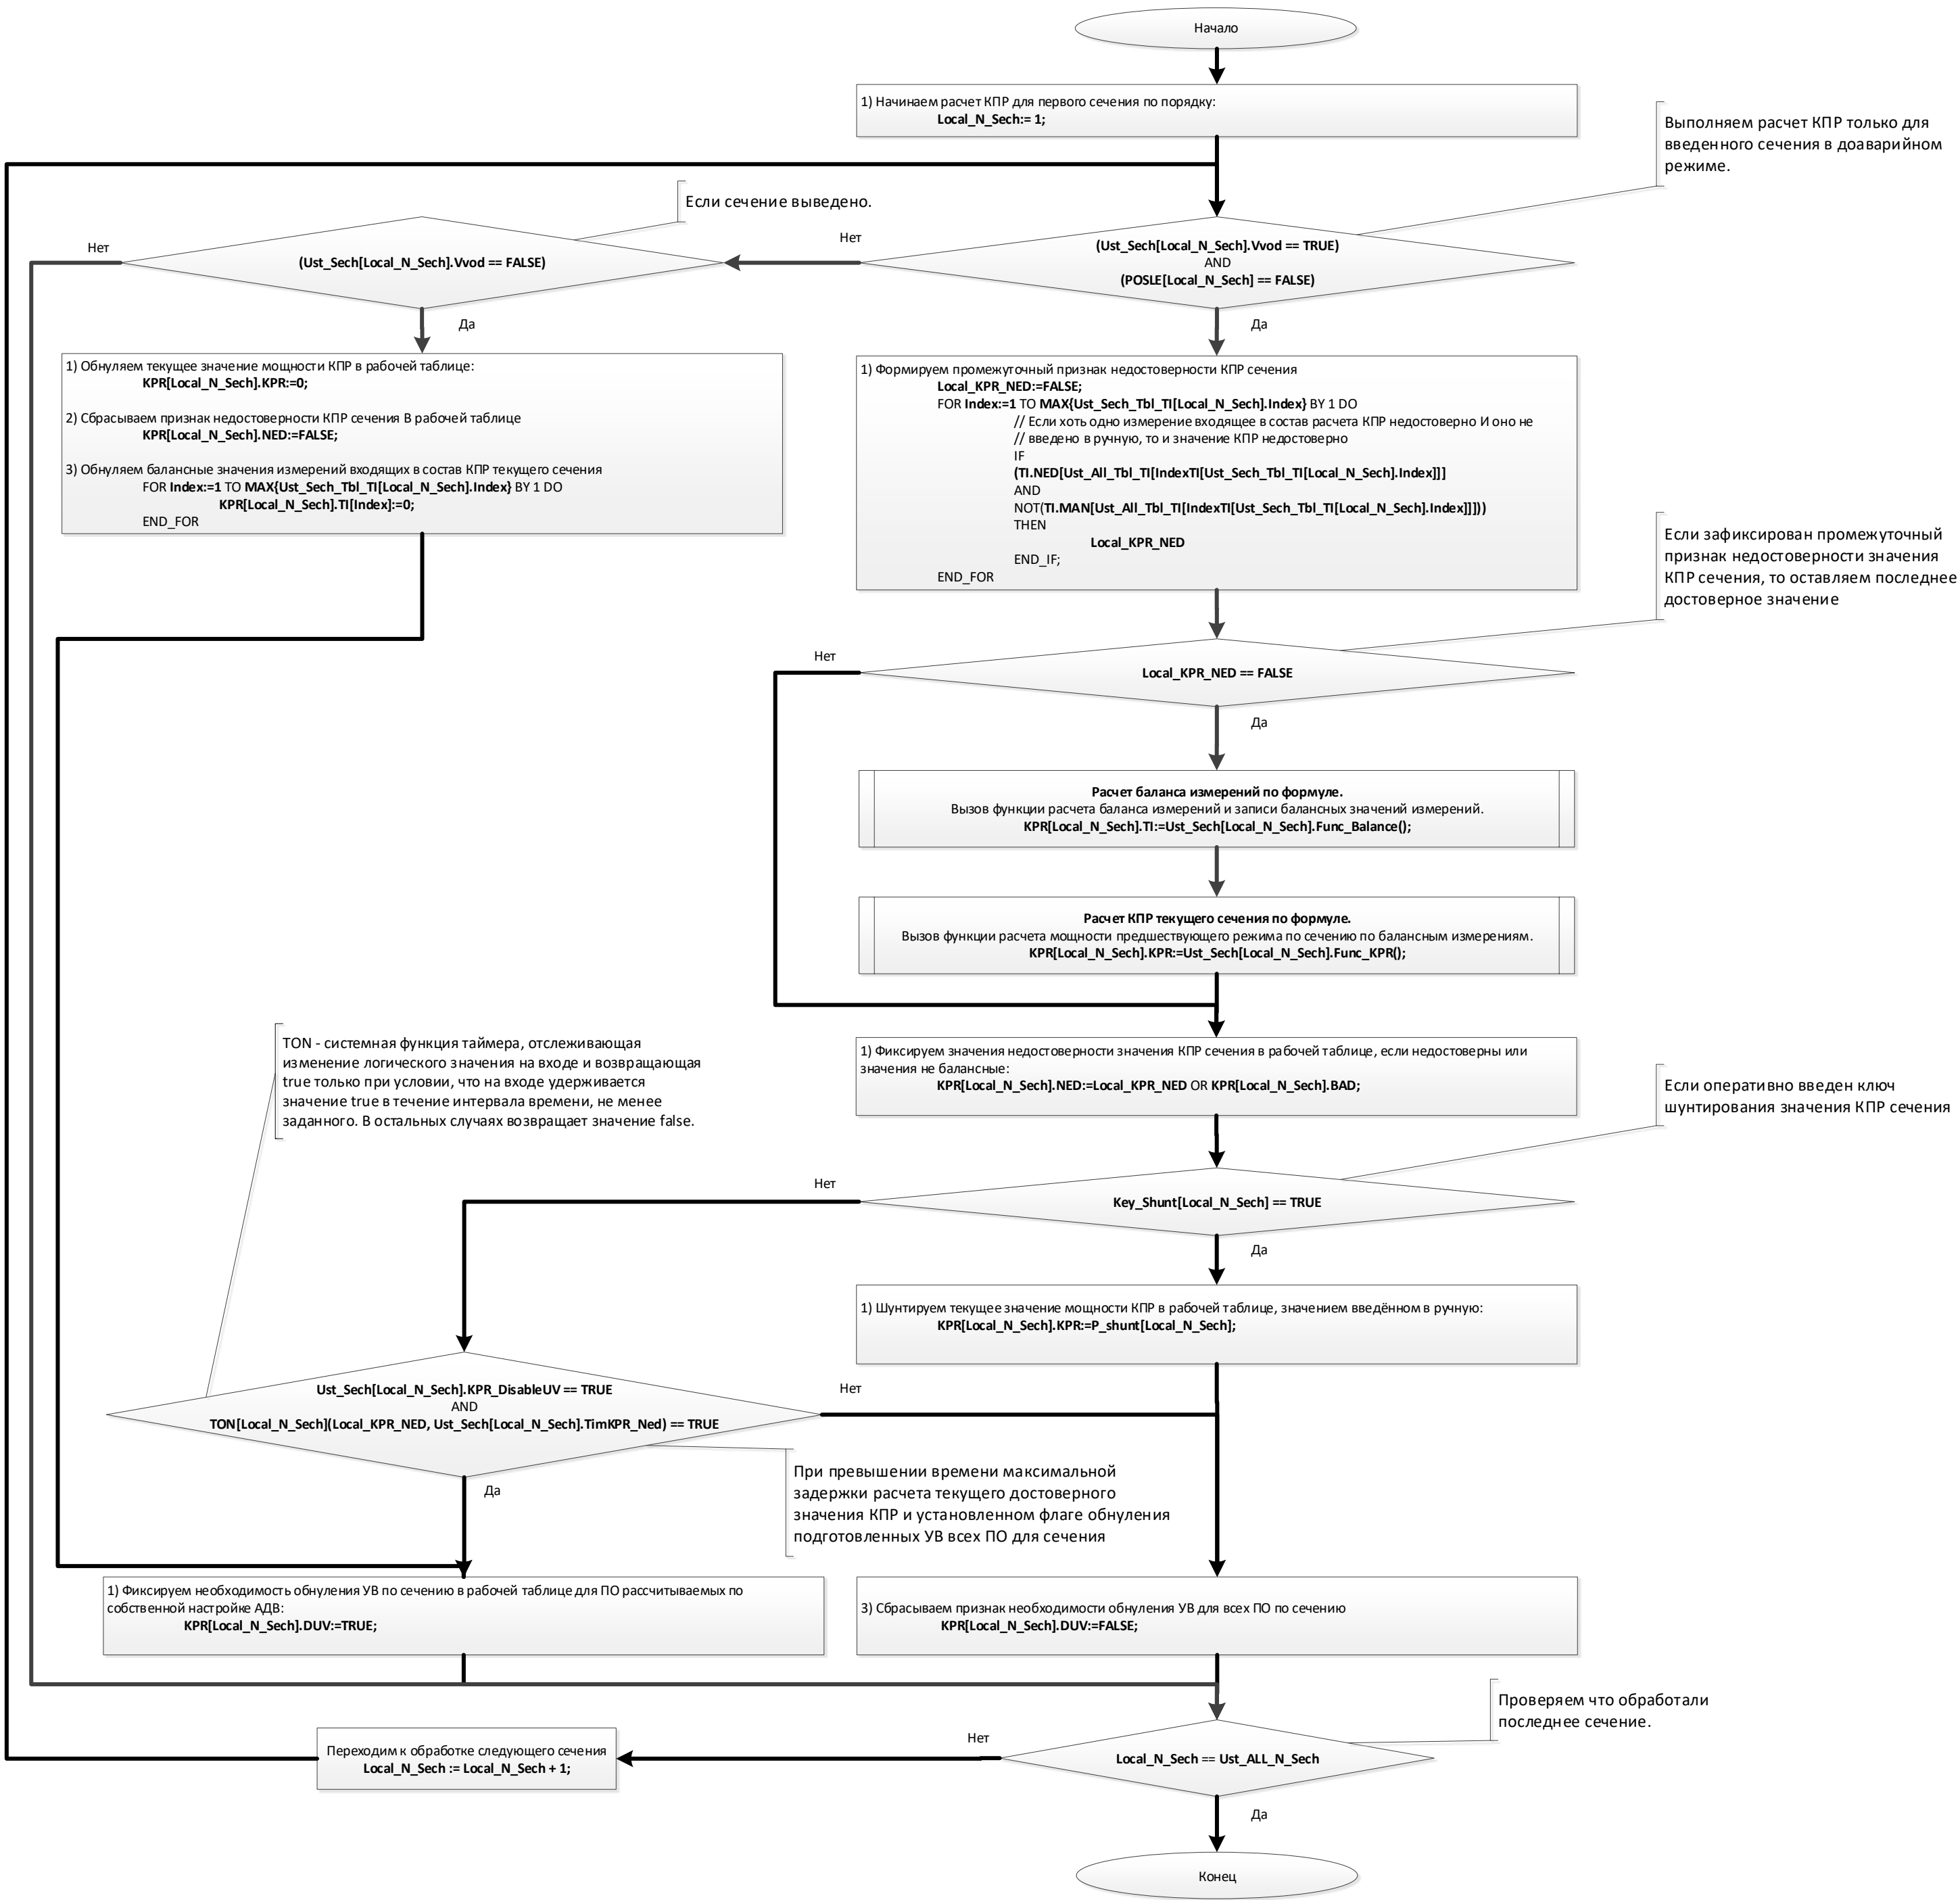 Начало
1) Начинаем расчет КПР для первого сечения по порядку:
Local_N_Sech:= 1;
Выполняем расчет КПР только для
введенного сечения в доаварийном
режиме.
Если сечение выведено.
Нет
(Ust_Sech[Local_N_Sech].Vvod == FALSE)
Нет
(Ust_Sech[Local_N_Sech].Vvod == TRUE)
AND
(POSLE[Local_N_Sech] == FALSE)
Да
Да
1) Обнуляем текущее значение мощности КПР в рабочей таблице:
KPR[Local_N_Sech].KPR:=0;
2) Сбрасываем признак недостоверности КПР сечения В рабочей таблице
KPR[Local_N_Sech].NED:=FALSE;
3) Обнуляем балансные значения измерений входящих в состав КПР текущего сечения
FOR Index:=1 TO MAX{Ust_Sech_Tbl_TI[Local_N_Sech].Index} BY 1 DO
KPR[Local_N_Sech].TI[Index]:=0;
END_FOR
1) Формируем промежуточный признак недостоверности КПР сечения
Local_KPR_NED:=FALSE;
FOR Index:=1 TO MAX{Ust_Sech_Tbl_TI[Local_N_Sech].Index} BY 1 DO
// Если хоть одно измерение входящее в состав расчета КПР недостоверно И оно не
// введено в ручную, то и значение КПР недостоверно
IF
(TI.NED[Ust_All_Tbl_TI[IndexTI[Ust_Sech_Tbl_TI[Local_N_Sech].Index]]]
AND
NOT(TI.MAN[Ust_All_Tbl_TI[IndexTI[Ust_Sech_Tbl_TI[Local_N_Sech].Index]]]))
THEN
Local_KPR_NED
END_IF;
END_FOR
Если зафиксирован промежуточный
признак недостоверности значения
КПР сечения, то оставляем последнее
достоверное значение
Нет
Local_KPR_NED == FALSE
Да
Расчет баланса измерений по формуле.
Вызов функции расчета баланса измерений и записи балансных значений измерений.
KPR[Local_N_Sech].TI:=Ust_Sech[Local_N_Sech].Func_Balance();
Расчет КПР текущего сечения по формуле.
Вызов функции расчета мощности предшествующего режима по сечению по балансным измерениям.
KPR[Local_N_Sech].KPR:=Ust_Sech[Local_N_Sech].Func_KPR();
TON - системная функция таймера, отслеживающая
изменение логического значения на входе и возвращающая
true только при условии, что на входе удерживается
значение true в течение интервала времени, не менее
заданного. В остальных случаях возвращает значение false.
1) Фиксируем значения недостоверности значения КПР сечения в рабочей таблице, если недостоверны или
значения не балансные:
KPR[Local_N_Sech].NED:=Local_KPR_NED OR KPR[Local_N_Sech].BAD;
Если оперативно введен ключ
шунтирования значения КПР сечения
Нет
Key_Shunt[Local_N_Sech] == TRUE
Да
1) Шунтируем текущее значение мощности КПР в рабочей таблице, значением введённом в ручную:
KPR[Local_N_Sech].KPR:=P_shunt[Local_N_Sech];
Ust_Sech[Local_N_Sech].KPR_DisableUV == TRUE
AND
TON[Local_N_Sech](Local_KPR_NED, Ust_Sech[Local_N_Sech].TimKPR_Ned) == TRUE
Нет
Да
При превышении времени максимальной
задержки расчета текущего достоверного
значения КПР и установленном флаге обнуления
подготовленных УВ всех ПО для сечения
1) Фиксируем необходимость обнуления УВ по сечению в рабочей таблице для ПО рассчитываемых по
собственной настройке АДВ:
KPR[Local_N_Sech].DUV:=TRUE;
3) Сбрасываем признак необходимости обнуления УВ для всех ПО по сечению
KPR[Local_N_Sech].DUV:=FALSE;
Проверяем что обработали
последнее сечение.
Переходим к обработке следующего сечения
Local_N_Sech := Local_N_Sech + 1;
Нет
Local_N_Sech == Ust_ALL_N_Sech
Да
Конец